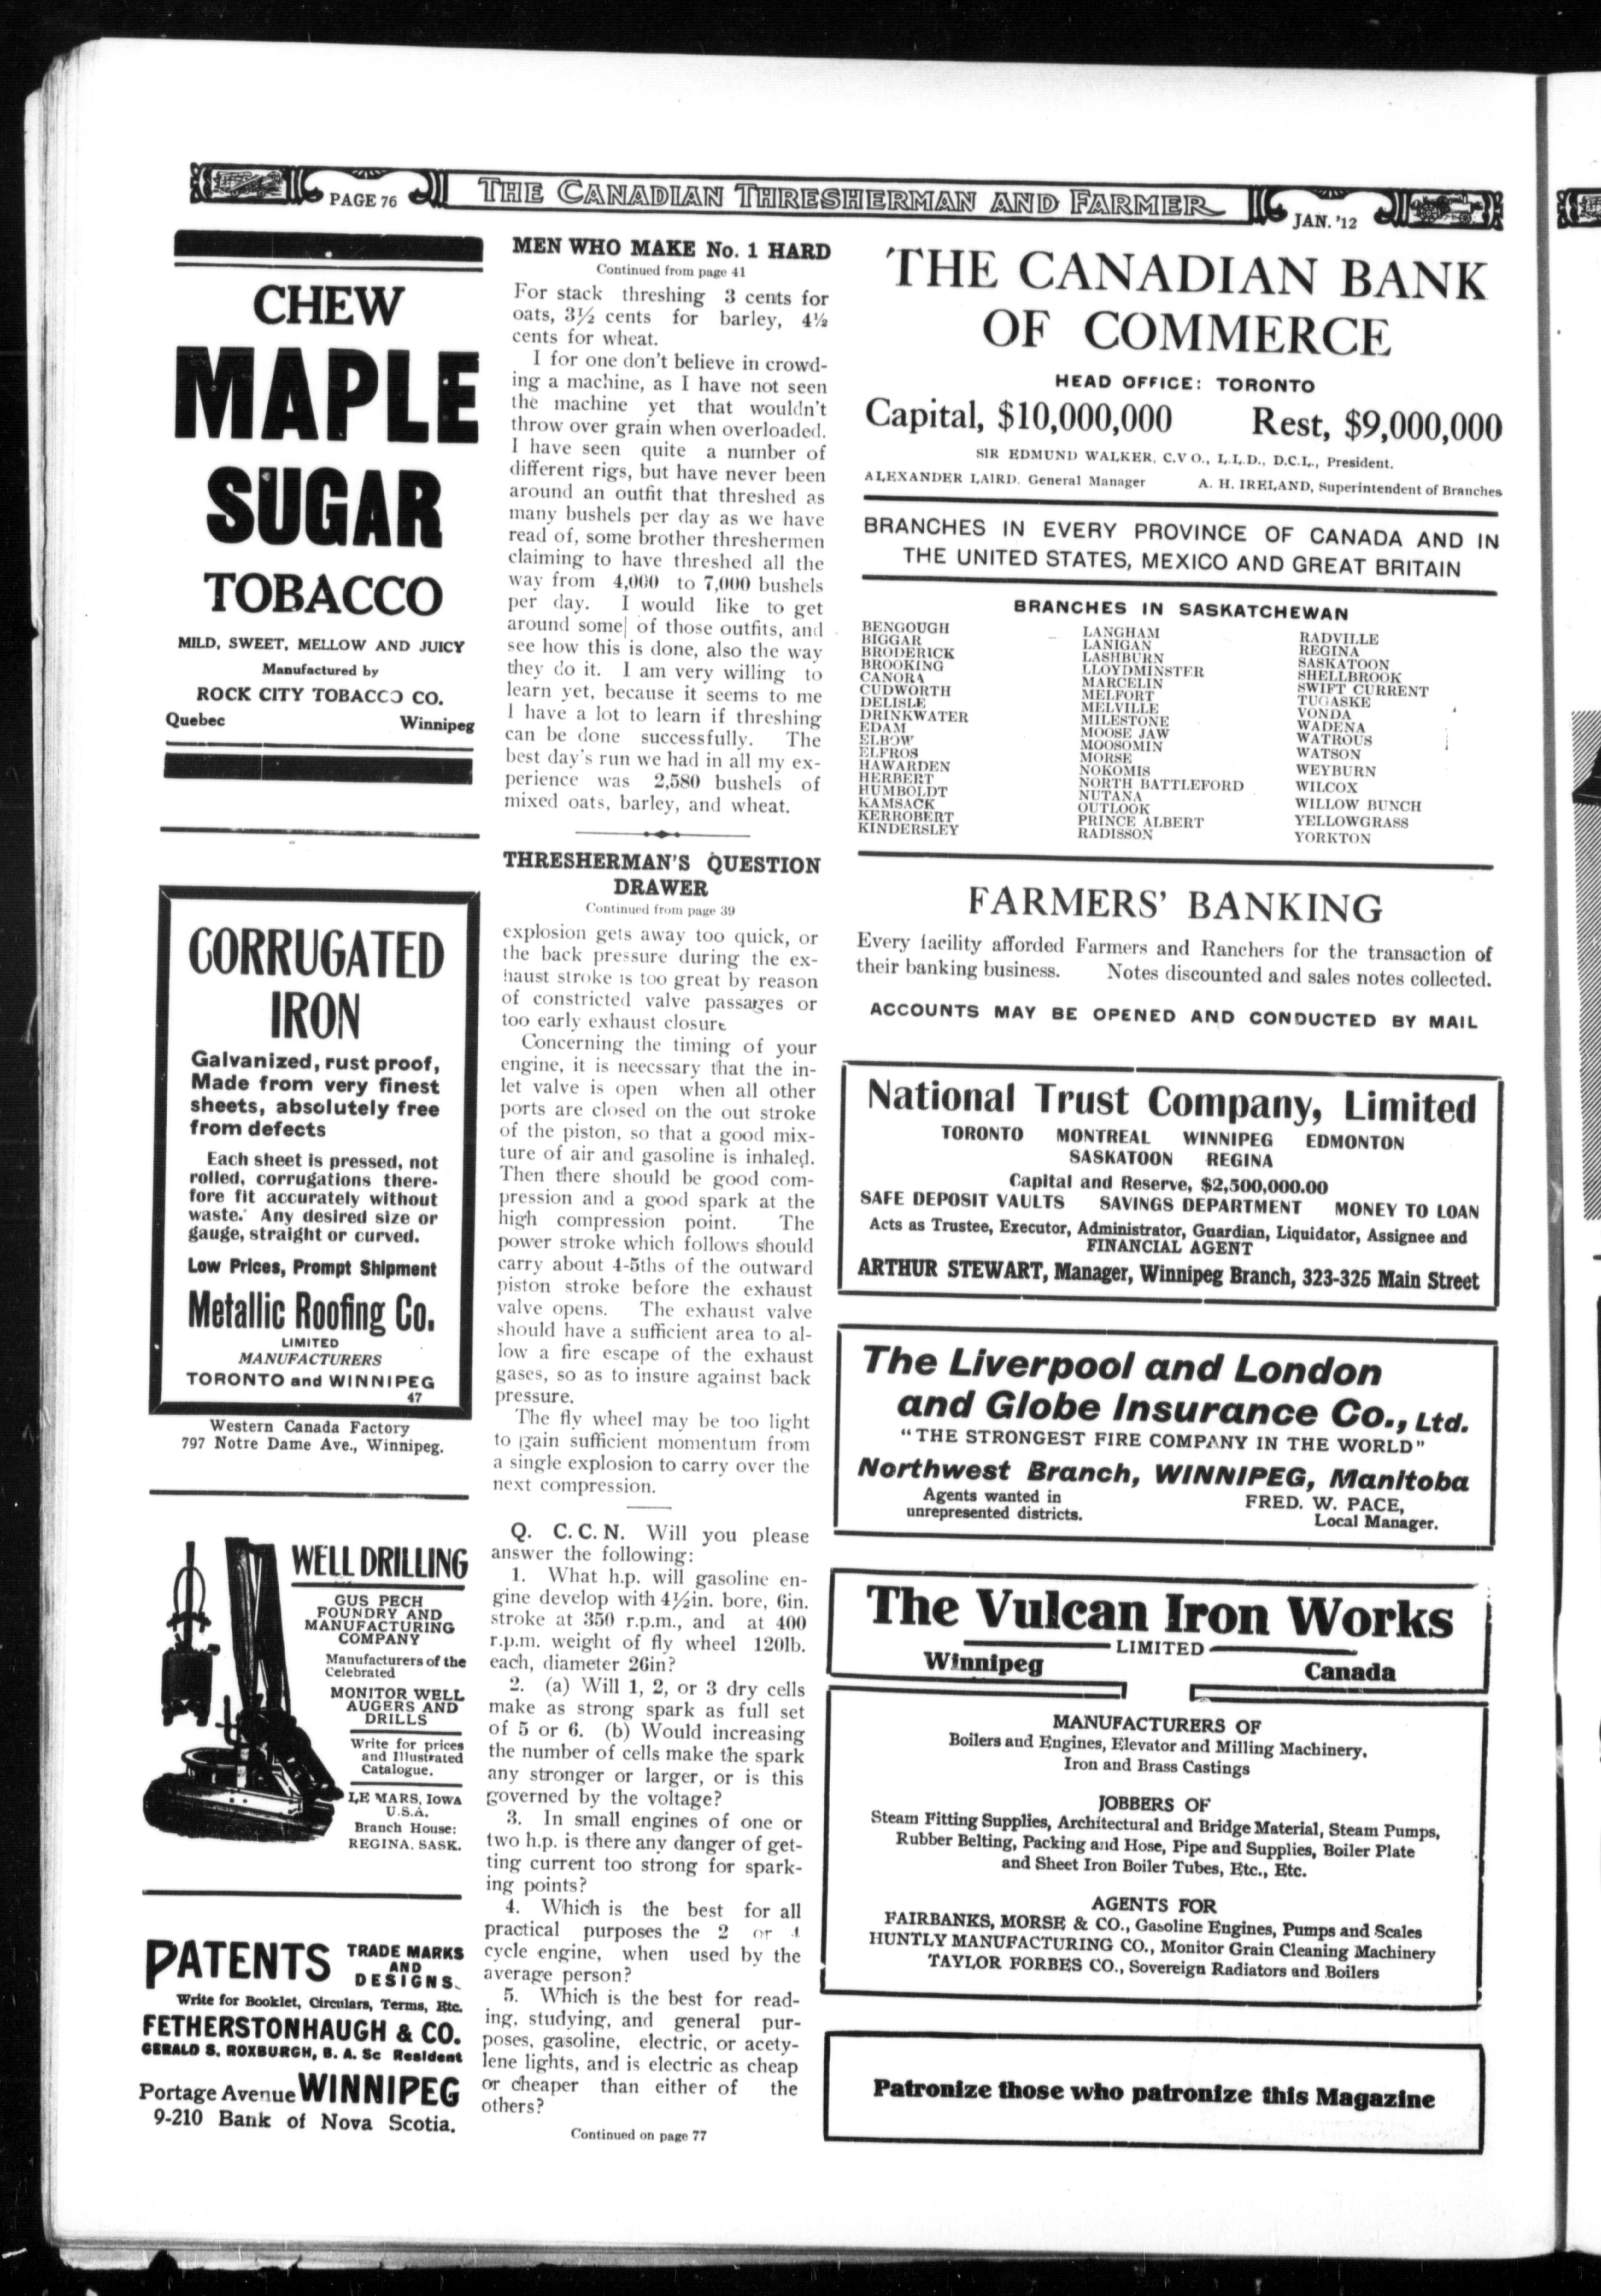 PAGE 76
THE CANADIAN THRESHERMAN AND FARMER
JAN. '12
CHEW
MAPLE
SUGAR
TOBACCO
MILD, SWEET, MELLOW AND JUICY
Manufactured by
ROCK CITY TOBACCO CO.
Quebec Winnipeg
CORRUGATED
IRON
Galvanized, rust proof,
Made from very finest
sheets, absolutely free
from defects
Each sheet is pressed, not
rolled, corrugations there-
fore fit accurately without
waste. Any desired size or
gauge, straight or curved.
Low Prices, Prompt Shipment
Metallic Roofing Co.
LIMITED
MANUFACTURERS
TORONTO and WINNIPEG
47
Western Canada Factory
797 Notre Dame Ave., Winnipeg.
WELL DRILLING
GUS PECH
FOUNDRY AND
MANUFACTURING
COMPANY
Manufacturers of the
Celebrated
MONITOR WELL
AUGERS AND
DRILLS
Write for prices
and Illustrated
Catalogue.
LE MARS, IOWA
U.S.A.
Branch House:
REGINA, SASK.
PATENTS TRADE MARKS
AND
DESIGNS.
Write for Booklet, Circulars, Terms, Etc.
FETHERSTONHAUGH & CO.
GERALD S. ROXBURGH, B. A. Sc Resident
Portage Avenue WINNIPEG
9-210 Bank of Nova Scotia.
MEN WHO MAKE No. 1 HARD
Continued from page 41
For stack threshing 3 cents for
oats, 3½ cents for barley, 4½
cents for wheat.
I for one don't believe in crowd-
ing a machine, as I have not seen
the machine yet that wouldn't
throw over grain when overloaded.
I have seen quite a number of
different rigs, but have never been
around an outfit that threshed as
many bushels per day as we have
read of, some brother threshermen
claiming to have threshed all the
way from 4,000 to 7,000 bushels
per day. I would like to get
around some of those outfits, and
see how this is done, also the way
they do it. I am very willing to
learn yet, because it seems to me
I have a lot to learn if threshing
can be done successfully. The
best day's run we had in all my ex-
perience was 2,580 bushels of
mixed oats, barley, and wheat.
THRESHERMAN'S QUESTION
DRAWER
Continued from page 39
explosion gets away too quick, or
the back pressure during the ex-
haust stroke is too great by reason
of constricted valve passages or
too early exhaust closure
Concerning the timing of your
engine, it is neecssary that the in-
let valve is open when all other
ports are closed on the out stroke
of the piston, so that a good mix-
ture of air and gasoline is inhaled.
Then there should be good com-
pression and a good spark at the
high compression point. The
power stroke which follows should
carry about 4-5ths of the outward
piston stroke before the exhaust
valve opens. The exhaust valve
should have a sufficient area to al-
low a fire escape of the exhaust
gases, so as to insure against back
pressure.
The fly wheel may be too light
to gain sufficient momentum from
a single explosion to carry over the
next compression.
Q. C. C. N. Will you please
answer the following:
1. What h.p. will gasoline en-
gine develop with 4½in. bore, 6in.
stroke at 350 r.p.m., and at 400
r.p.m. weight of fly wheel 120lb.
each, diameter 26in?
2. (a) Will 1, 2, or 3 dry cells
make as strong spark as full set
of 5 or 6. (b) Would increasing
the number of cells make the spark
any stronger or larger, or is this
governed by the voltage?
3. In small engines of one or
two h.p. is there any danger of get-
ting current too strong for spark-
ing points?
4. Which is the best for all
practical purposes the 2 or 4
cycle engine, when used by the
average person?
5. Which is the best for read-
ing, studying, and general pur-
poses, gasoline, electric, or acety-
lene lights, and is electric as cheap
or cheaper than either of the
others?
Continued on page 77
THE CANADIAN BANK
OF COMMERCE
HEAD OFFICE: TORONTO
Capital, $10,000,000 Rest, $9,000,000
SIR EDMUND WALKER, C.V O., L.L.D., D.C.L., President.
ALEXANDER LAIRD, General Manager A. H. IRELAND, Superintendent of Branches
BRANCHES IN EVERY PROVINCE OF CANADA AND IN
THE UNITED STATES, MEXICO AND GREAT BRITAIN
BRANCHES IN SASKATCHEWAN
BENGOUGH
BIGGAR
BRODERICK
BROOKING
CANORA
CUDWORTH
DELISLE
DRINKWATER
EDAM
ELBOW
ELFROS
HAWARDEN
HERBERT
HUMBOLDT
KAMSACK
KERROBERT
KINDERSLEY
LANGHAM
LANIGAN
LASHBURN
LLOYDMINSTER
MARCELIN
MELFORT
MELVILLE
MILESTONE
MOOSE JAW
MOOSOMIN
MORSE
NOKOMIS
NORTH BATTLEFORD
NUTANA
OUTLOOK
PRINCE ALBERT
RADISSON
RADVILLE
REGINA
SASKATOON
SHELLBROOK
SWIFT CURRENT
TUGASKE
VONDA
WADENA
WATROUS
WATSON
WEYBURN
WILCOX
WILLOW BUNCH
YELLOWGRASS
YORKTON
FARMERS' BANKING
Every facility afforded Farmers and Ranchers for the transaction of
their banking business. Notes discounted and sales notes collected.
ACCOUNTS MAY BE OPENED AND CONDUCTED BY MAIL
National Trust Company, Limited
TORONTO MONTREAL WINNIPEG EDMONTON
SASKATOON REGINA
Capital and Reserve, $2,500,000.00
SAFE DEPOSIT VAULTS SAVINGS DEPARTMENT MONEY TO LOAN
Acts as Trustee, Executor, Administrator, Guardian, Liquidator, Assignee and
FINANCIAL AGENT
ARTHUR STEWART, Manager, Winnipeg Branch, 323-325 Main Street
The Liverpool and London
and Globe Insurance Co., Ltd.
"THE STRONGEST FIRE COMPANY IN THE WORLD"
Northwest Branch, WINNIPEG, Manitoba
Agents wanted in
unrepresented districts.
FRED. W. PACE,
Local Manager.
The Vulcan Iron Works
LIMITED
Winnipeg Canada
MANUFACTURERS OF
Boilers and Engines, Elevator and Milling Machinery.
Iron and Brass Castings
JOBBERS OF
Steam Fitting Supplies, Architectural and Bridge Material, Steam Pumps,
Rubber Belting, Packing and Hose, Pipe and Supplies, Boiler Plate
and Sheet Iron Boiler Tubes, Etc., Etc.
AGENTS FOR
FAIRBANKS, MORSE & CO., Gasoline Engines, Pumps and Scales
HUNTLY MANUFACTURING CO., Monitor Grain Cleaning Machinery
TAYLOR FORBES CO., Sovereign Radiators and Boilers
Patronize those who patronize this Magazine